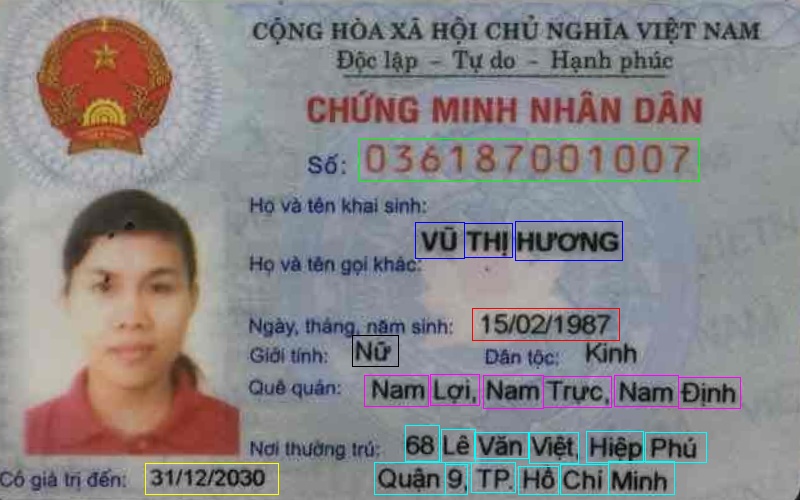 CỘNG HÒA XÃ HỘI CHỦ NGHĨA VIỆT NAM
Độc lập - Tự do - Hạnh phúc
CHỨNG MINH NHÂN DÂN
Số: 036187001007
Họ và tên khai sinh:
VŨ THỊ HƯƠNG
Họ và tên gọi khác:
Ngày, tháng, năm sinh: 15/02/1987
Giới tính: Nữ Dân tộc: Kinh
Quê quán: Nam Lợi, Nam Trực, Nam Định
Nơi thường trú: 68 Lê Văn Việt, Hiệp Phú
Có giá trị đến: 31/12/2030 Quận 9, TP. Hồ Chí Minh